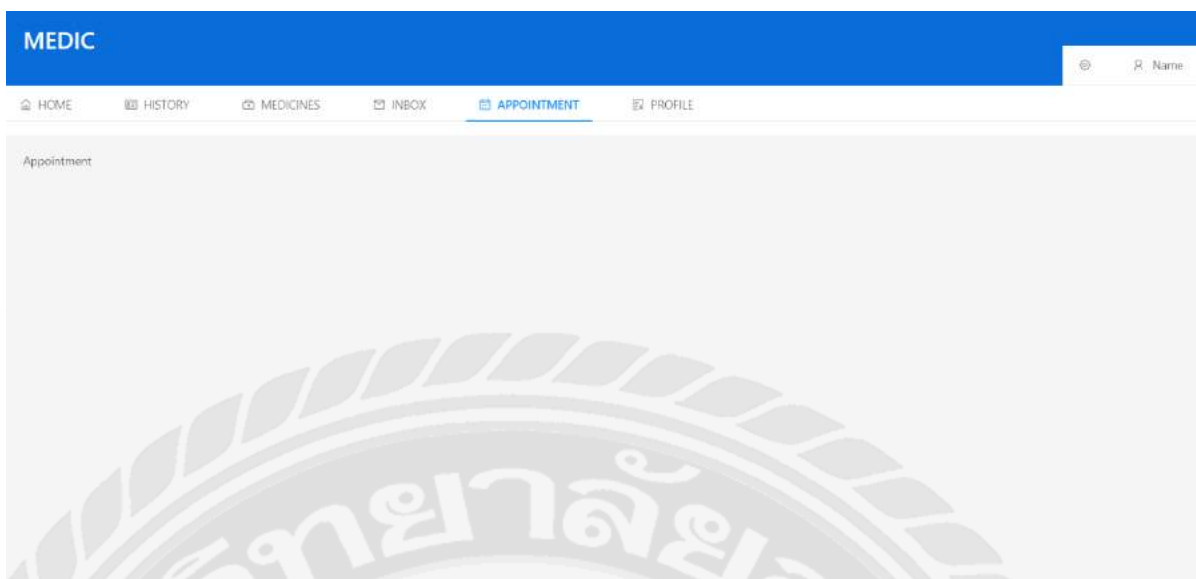 MEDIC
Name
HOME HISTORY MEDICINES INBOX APPOINTMENT PROFILE
Appointment